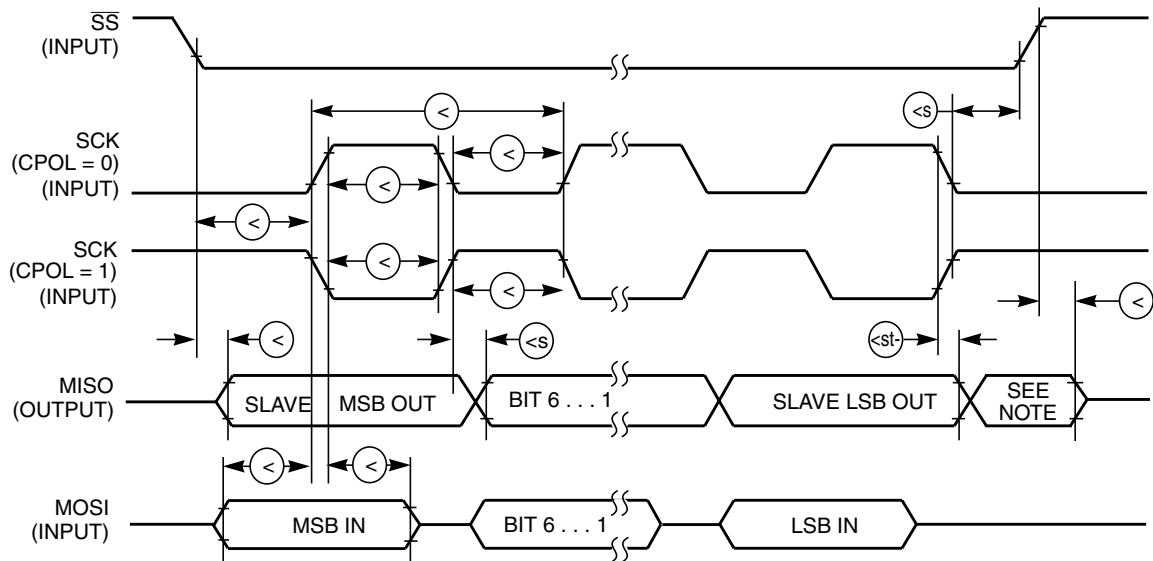 SS
(INPUT)
<
<s
SCK
(CPOL = 0)
(INPUT)
<
<
<
SCK
(CPOL = 1)
(INPUT)
<
<
<
<
<s
<st-
MISO
(OUTPUT)
SLAVE MSB OUT
BIT 6 . . . 1
SLAVE LSB OUT
SEE
NOTE
<
<
MOSI
(INPUT)
MSB IN
BIT 6 . . . 1
LSB IN